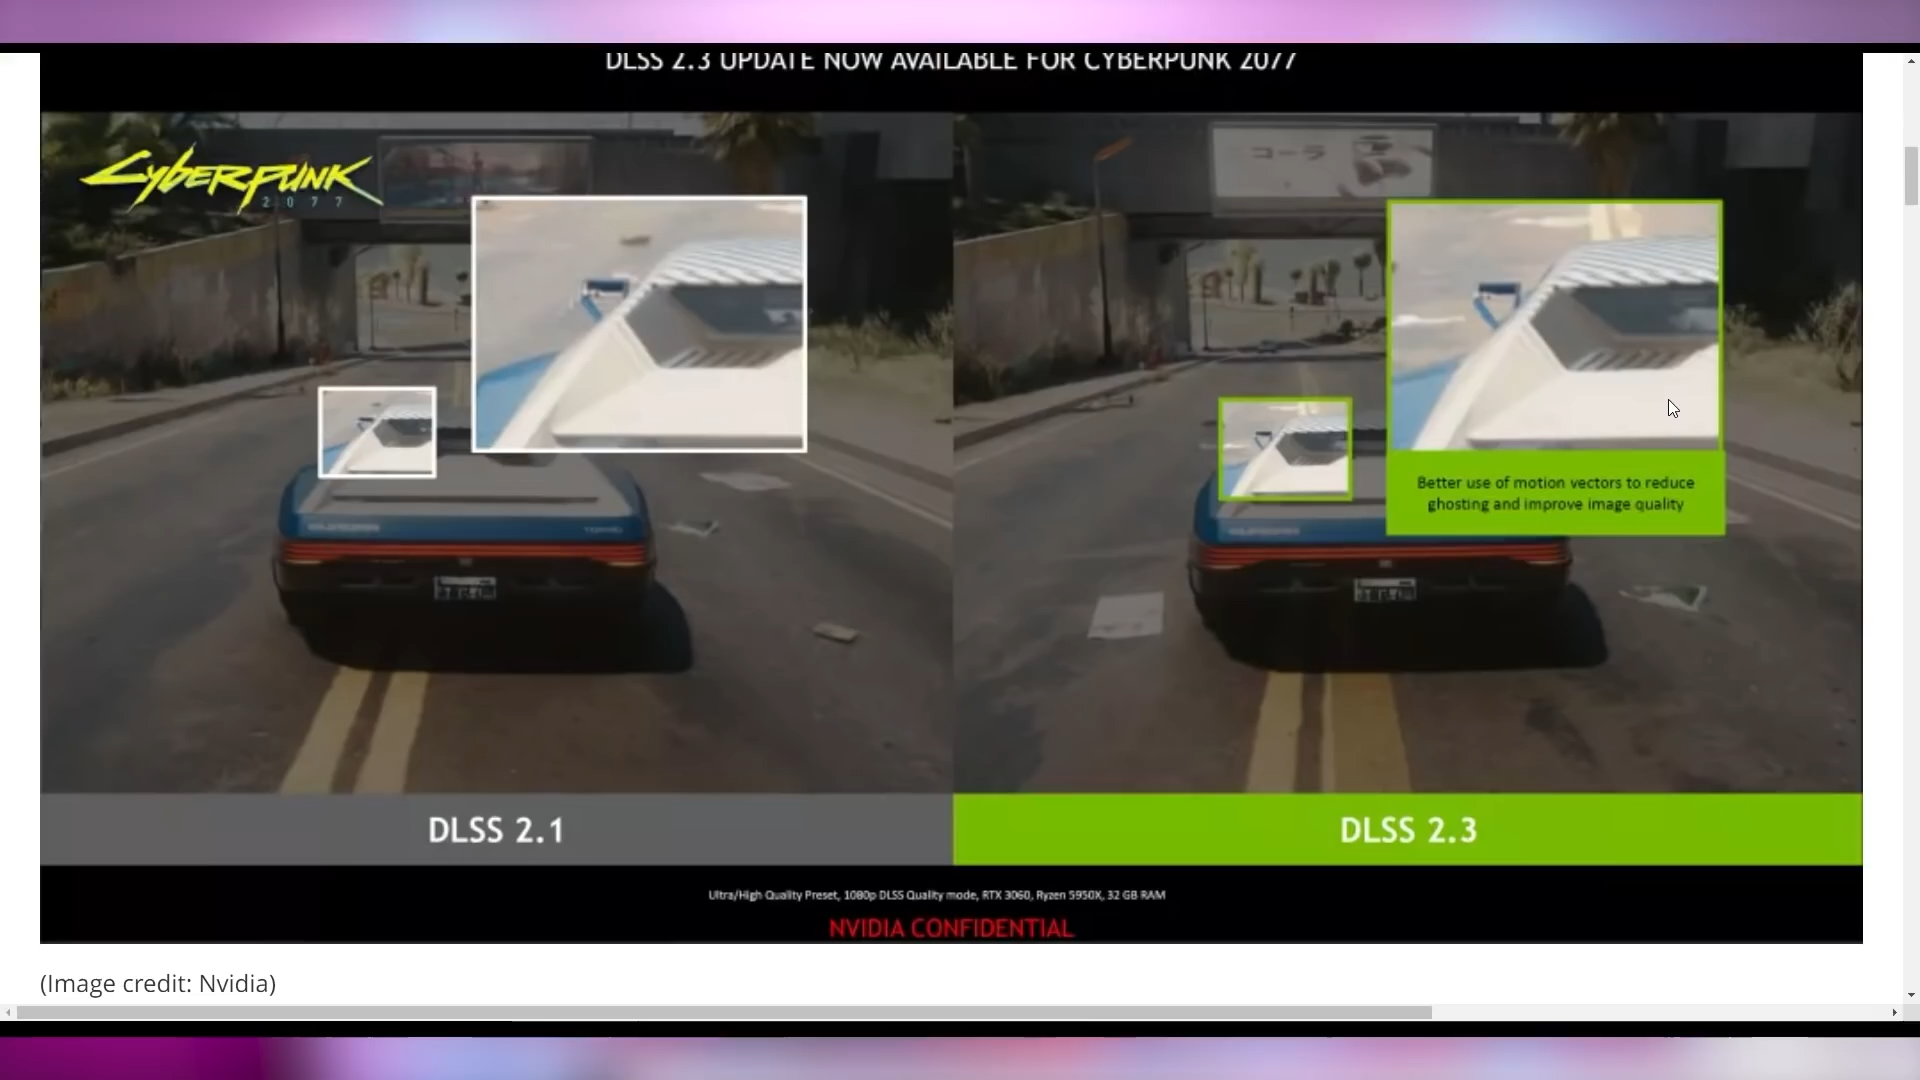 DLSS 2.3 UPDATE NOW AVAILABLE FOR CYBERPUNK 2077
Cyberpunk
2077
コーラ
Better use of motion vectors to reduce
ghosting and improve image quality
DLSS 2.1
DLSS 2.3
Ultra/High Quality Preset, 1080p DLSS Quality mode, RTX 3060, Ryzen 5950X, 32 GB RAM
NVIDIA CONFIDENTIAL
(Image credit: Nvidia)